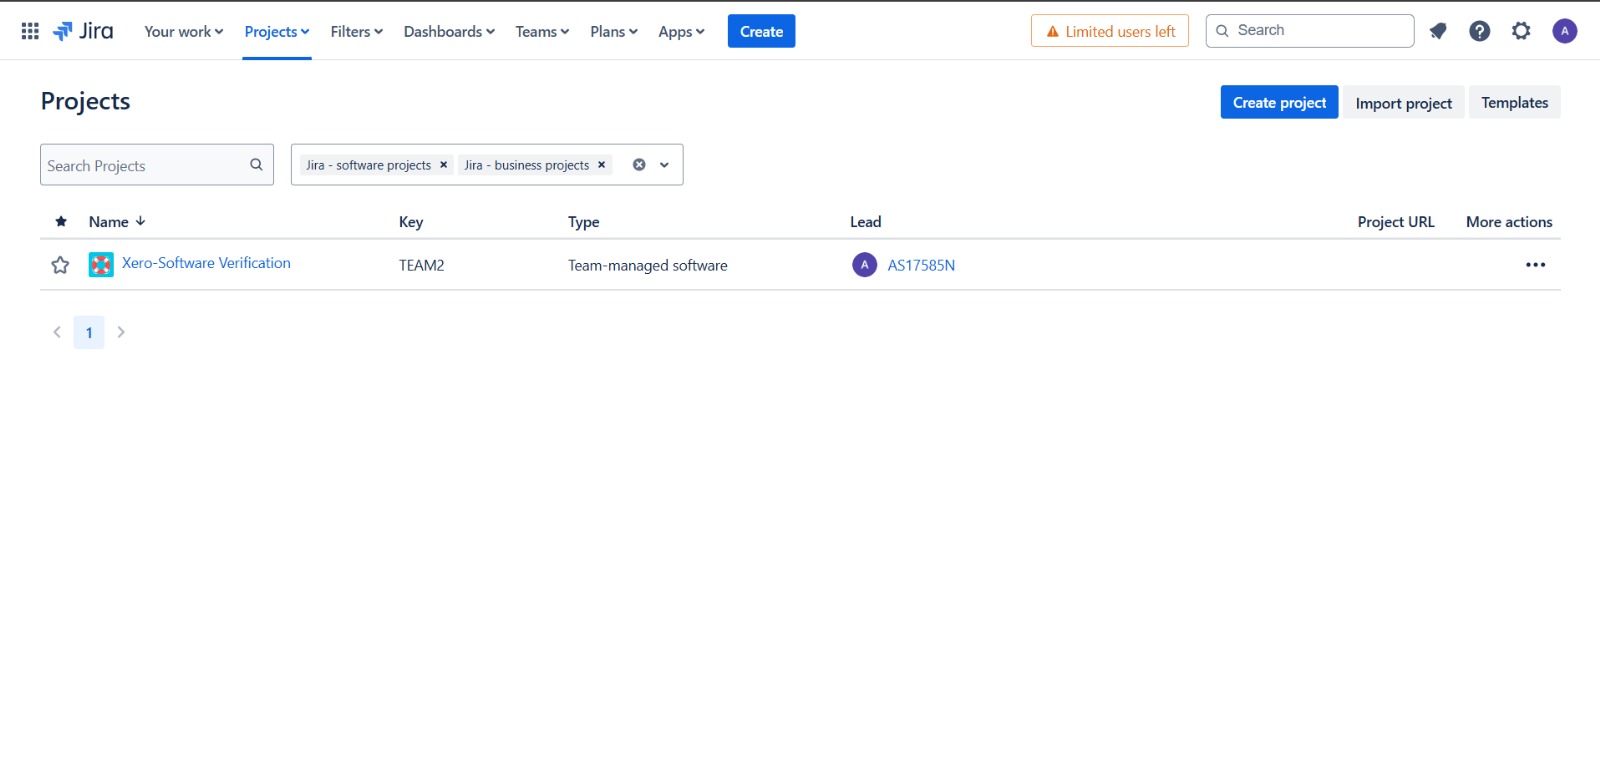 Jira Your work Projects Filters Dashboards Teams Plans Apps Create Limited users left Search A
Projects
Create project Import project Templates
Search Projects Jira - software projects Jira - business projects
Name Key Type Lead Project URL More actions
Xero-Software Verification TEAM2 Team-managed software A AS17585N
1